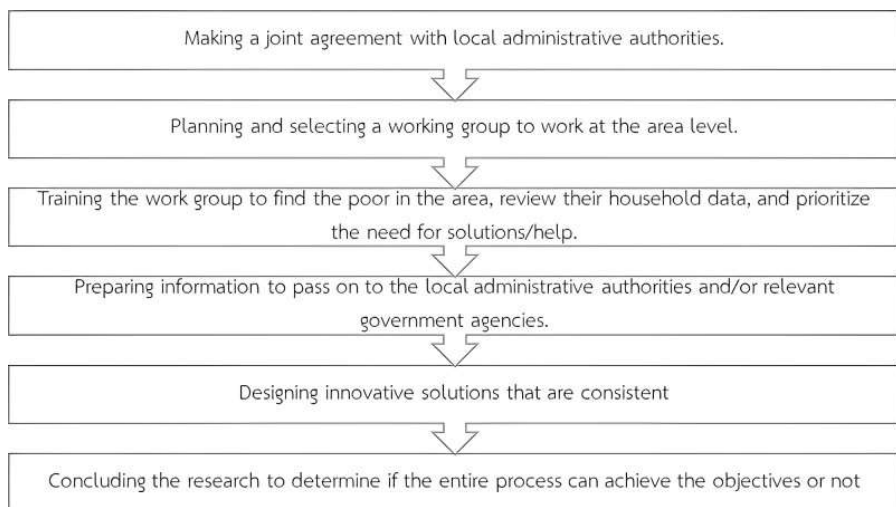 Making a joint agreement with local administrative authorities.
Planning and selecting a working group to work at the area level.
Training the work group to find the poor in the area, review their household data, and prioritize
the need for solutions/help.
Preparing information to pass on to the local administrative authorities and/or relevant
government agencies.
Designing innovative solutions that are consistent
Concluding the research to determine if the entire process can achieve the objectives or not